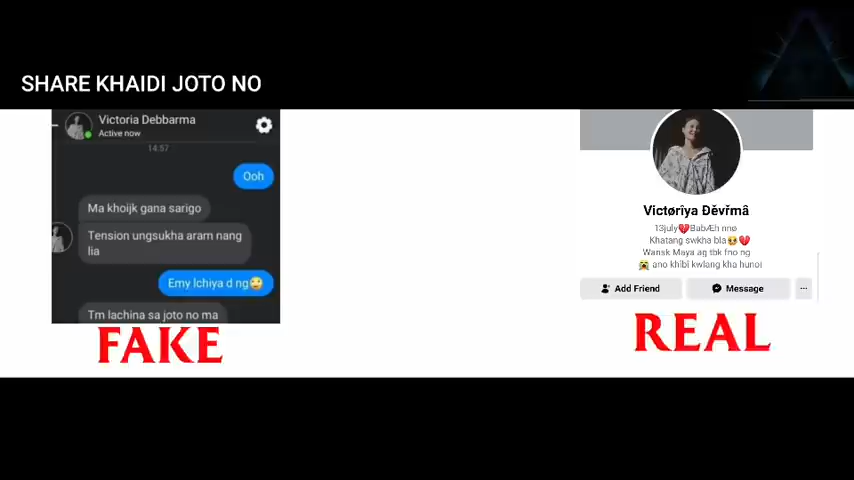 SHARE KHAIDI JOTO NO
Victoria Debbarma
Active now
14:57
Ooh
Ma khoijk gana sarigo
Tension ungsukha aram nang
lia
Emy lchiya d ng🙄
Tm lachina sa joto no ma
FAKE
Victørîya Ðěvřmâ
13july💔BabÆh nnø
Khatang swkha bla🥺💔
Wansk Maya ag tbk fno ng
😭 ano khibi kwlang kha hunoi
Add Friend
Message
REAL